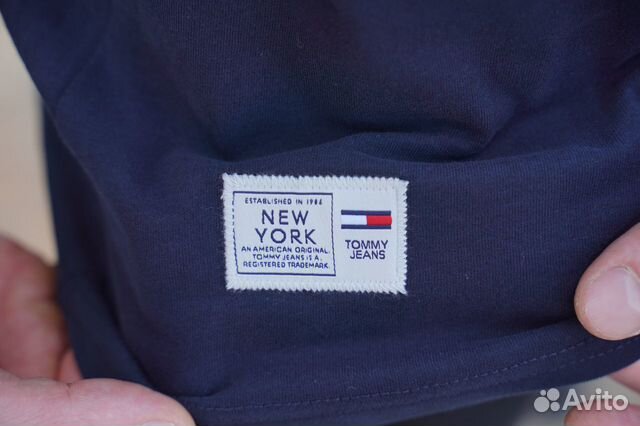 ESTABLISHED IN 1985
NEW
YORK
AN AMERICAN ORIGINAL.
TOMMY JEANS IS A.
REGISTERED TRADEMARK.
TOMMY
JEANS
Avito